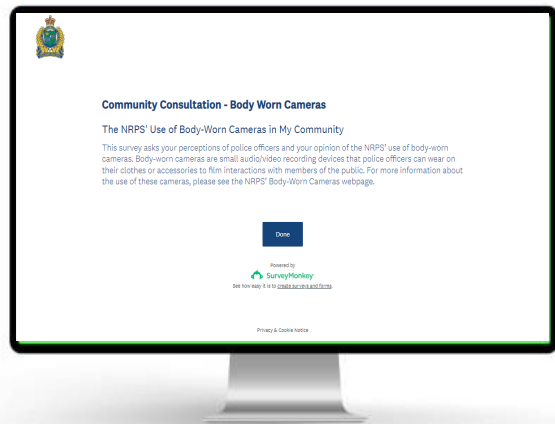 Community Consultation - Body Worn Cameras
The NRPS' Use of Body-Worn Cameras in My Community
This survey asks your perceptions of police officers and your opinion of the NRPS' use of body-worn
cameras. Body-worn cameras are small audio/video recording devices that police officers can wear on
their clothes or accessories to film interactions with members of the public. For more information about
the use of these cameras, please see the NRPS' Body-Worn Cameras webpage.
Done
Powered by
SurveyMonkey
See how easy it is to create surveys and forms.
Privacy & Cookie Notice